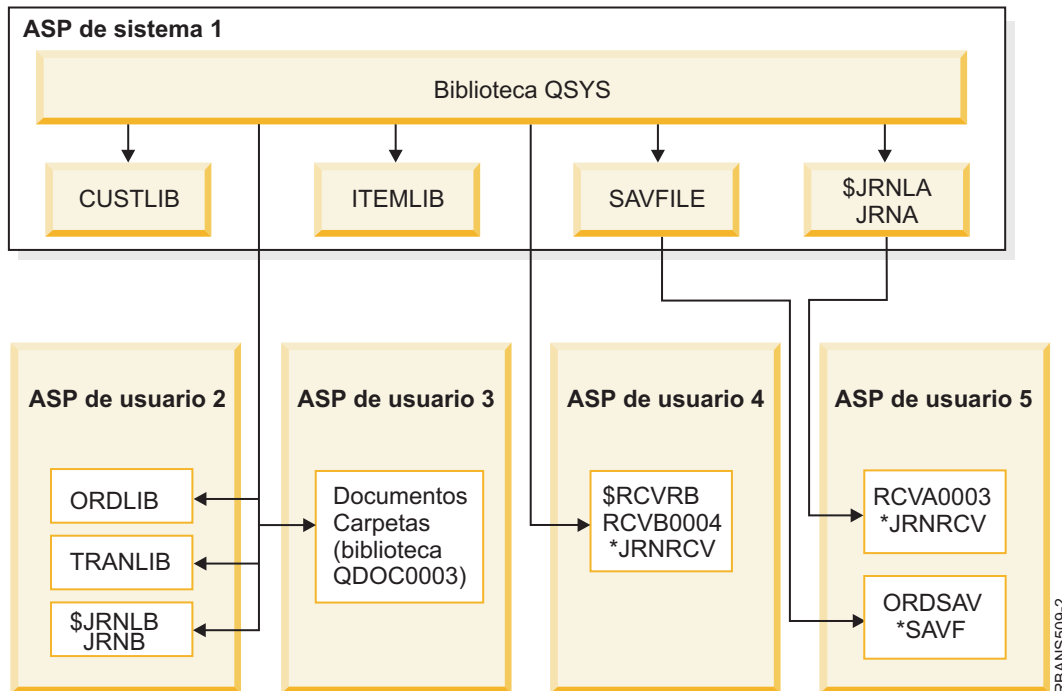 ASP de sistema 1
Biblioteca QSYS
CUSTLIB
ITEMLIB
SAVFILE
$JRNLA
JRNA
ASP de usuario 2
ORDLIB
TRANLIB
$JRNLB
JRNB
ASP de usuario 3
Documentos
Carpetas
(biblioteca
QDOC0003)
ASP de usuario 4
$RCVRB
RCVB0004
*JRNRCV
ASP de usuario 5
RCVA0003
*JRNRCV
ORDSAV
*SAVF
RBANS509-2